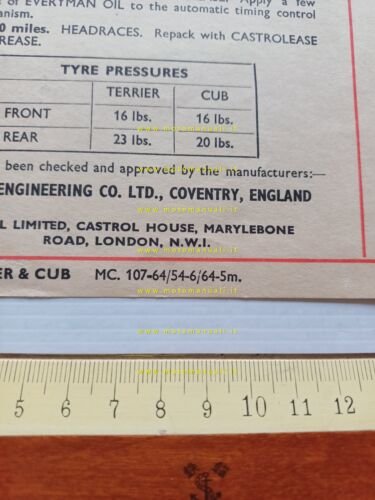 of EVERYMAN OIL to the automatic timing control
anism.
0 miles. HEADRACES. Repack with CASTROLEASE
REASE.
TYRE PRESSURES
TERRIER CUB
FRONT 16 lbs. 16 lbs.
REAR 23 lbs. 20 lbs.
been checked and approved by the manufacturers:—
ENGINEERING CO. LTD., COVENTRY, ENGLAND
L LIMITED, CASTROL HOUSE, MARYLEBONE
ROAD, LONDON, N.W.I.
ER & CUB MC. 107-64/54-6/64-5m.
www.motomanuali.it
5 6 7 8 9 10 11 12